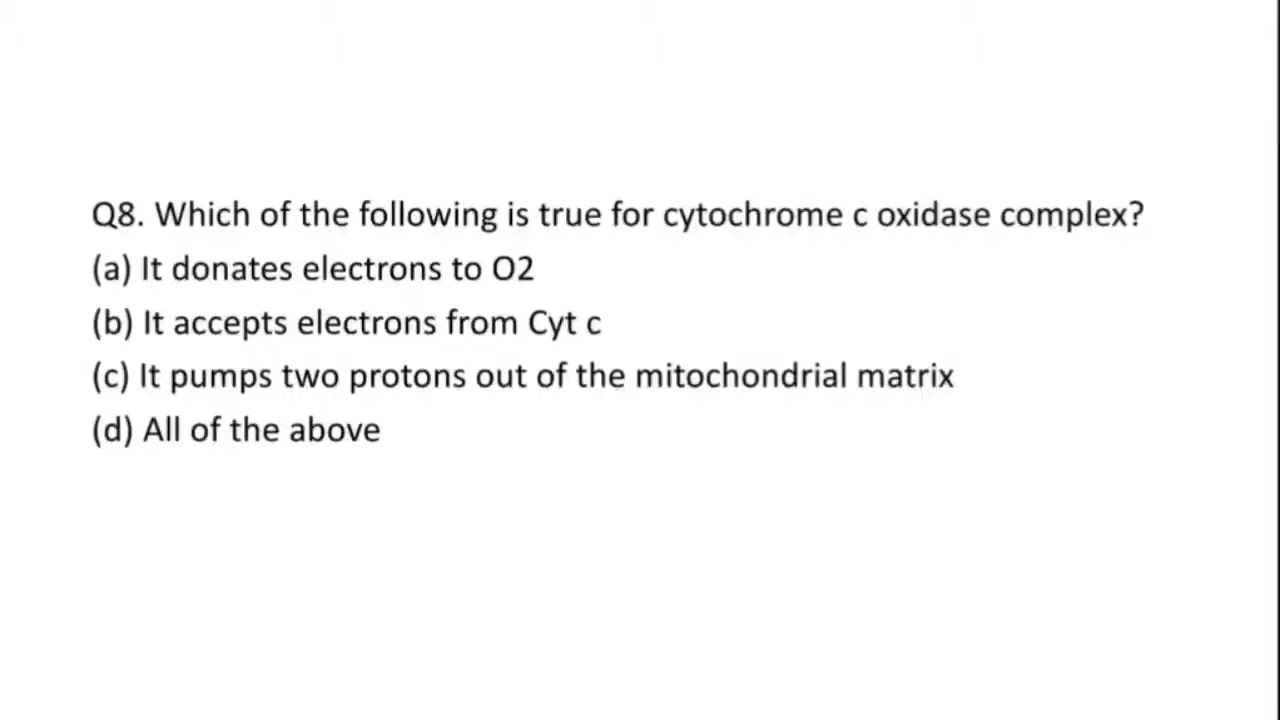 Q8. Which of the following is true for cytochrome c oxidase complex?
(a) It donates electrons to O2
(b) It accepts electrons from Cyt c
(c) It pumps two protons out of the mitochondrial matrix
(d) All of the above